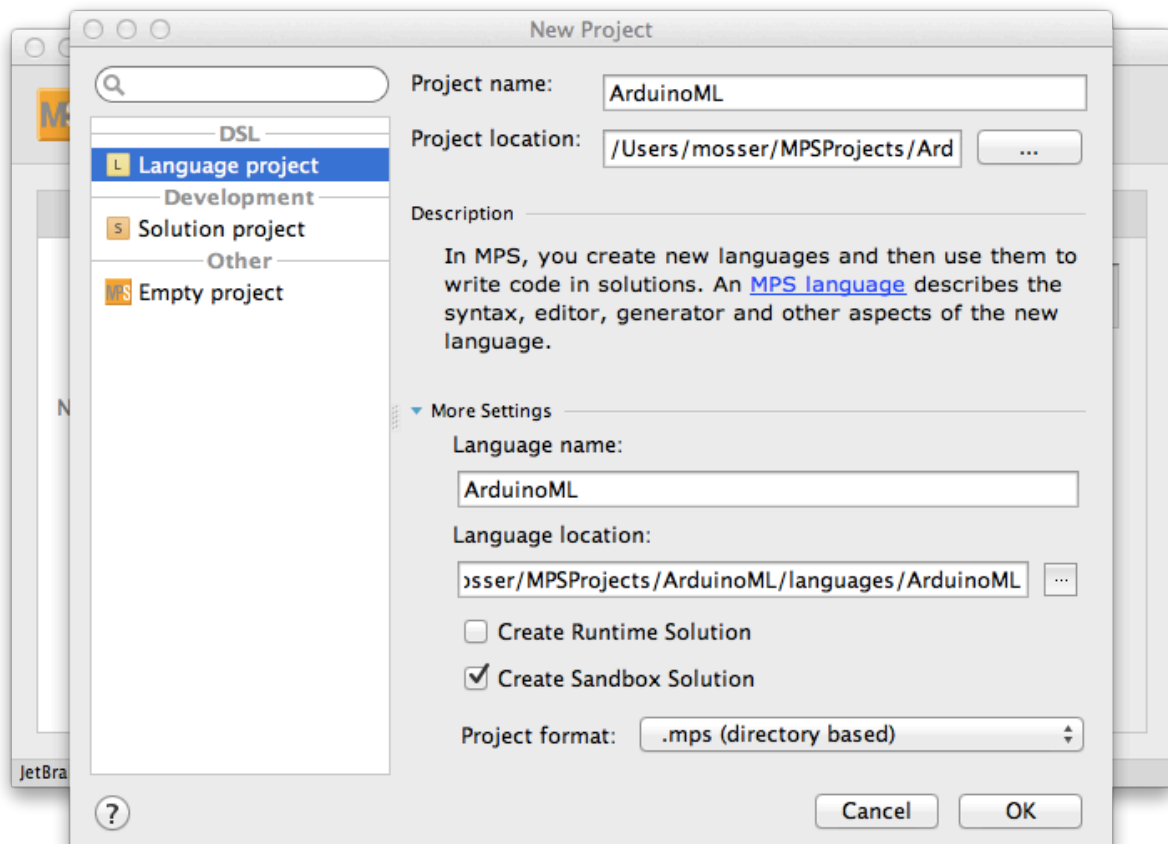 New Project
Project name:
ArduinoML
Project location:
/Users/mosser/MPSProjects/Ard
...
DSL
L Language project
Development
S Solution project
Other
MPS Empty project
Description
In MPS, you create new languages and then use them to
write code in solutions. An MPS language describes the
syntax, editor, generator and other aspects of the new
language.
More Settings
Language name:
ArduinoML
Language location:
osser/MPSProjects/ArduinoML/languages/ArduinoML
...
Create Runtime Solution
Create Sandbox Solution
Project format:
.mps (directory based)
JetBra
?
Cancel
OK